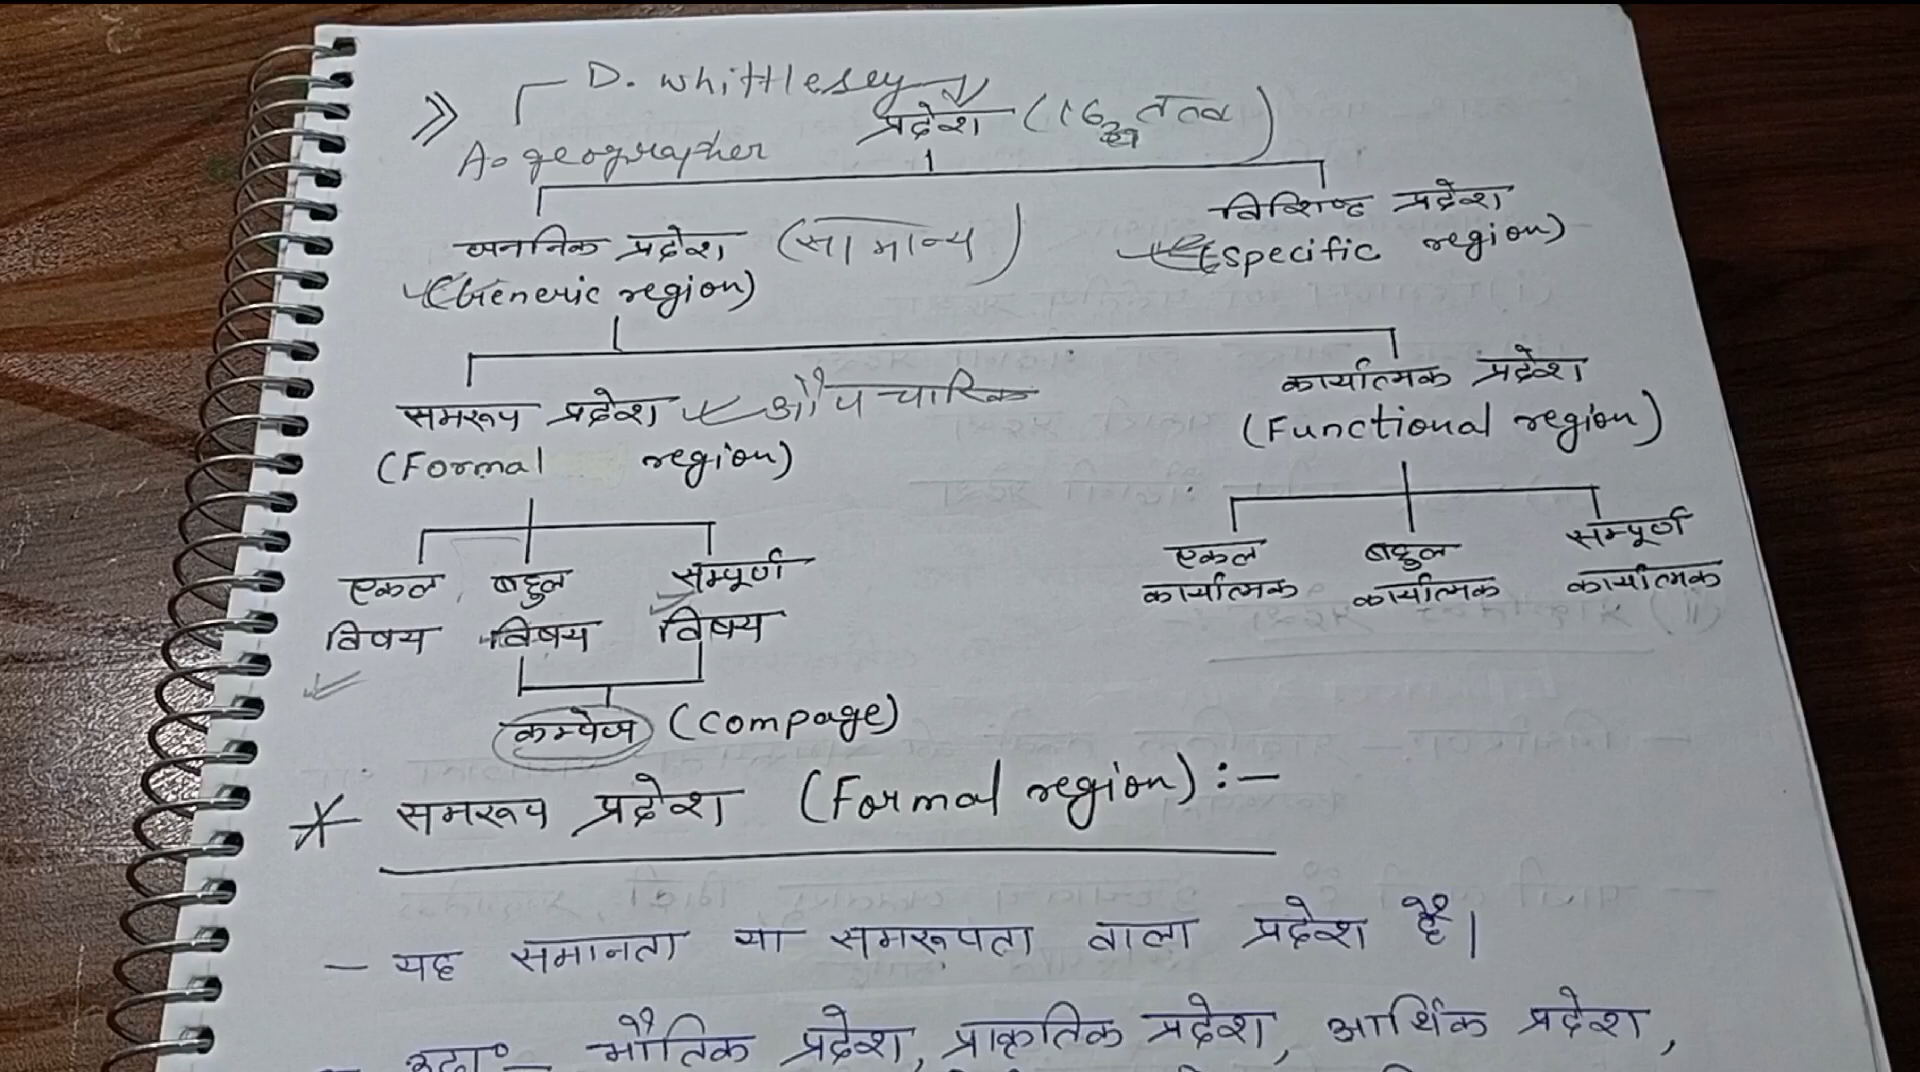 D. whittlesey
A. geographer
प्रदेश (16 तत्व)
जननिक प्रदेश (सामान्य)
(Generic region)
विशिष्ट प्रदेश
(specific region)
समरूप प्रदेश औपचारिक
(Formal region)
कार्यात्मक प्रदेश
(Functional region)
एकल बहुल सम्पूर्ण
विषय विषय विषय
एकल बहुल सम्पूर्ण
कार्यात्मक कार्यात्मक कार्यात्मक
कम्पेज (compage)
* समरूप प्रदेश (Formal region) :-
- यह समानता या समरूपता वाला प्रदेश है।
- उदा०- भौतिक प्रदेश, प्राकृतिक प्रदेश, आर्थिक प्रदेश,